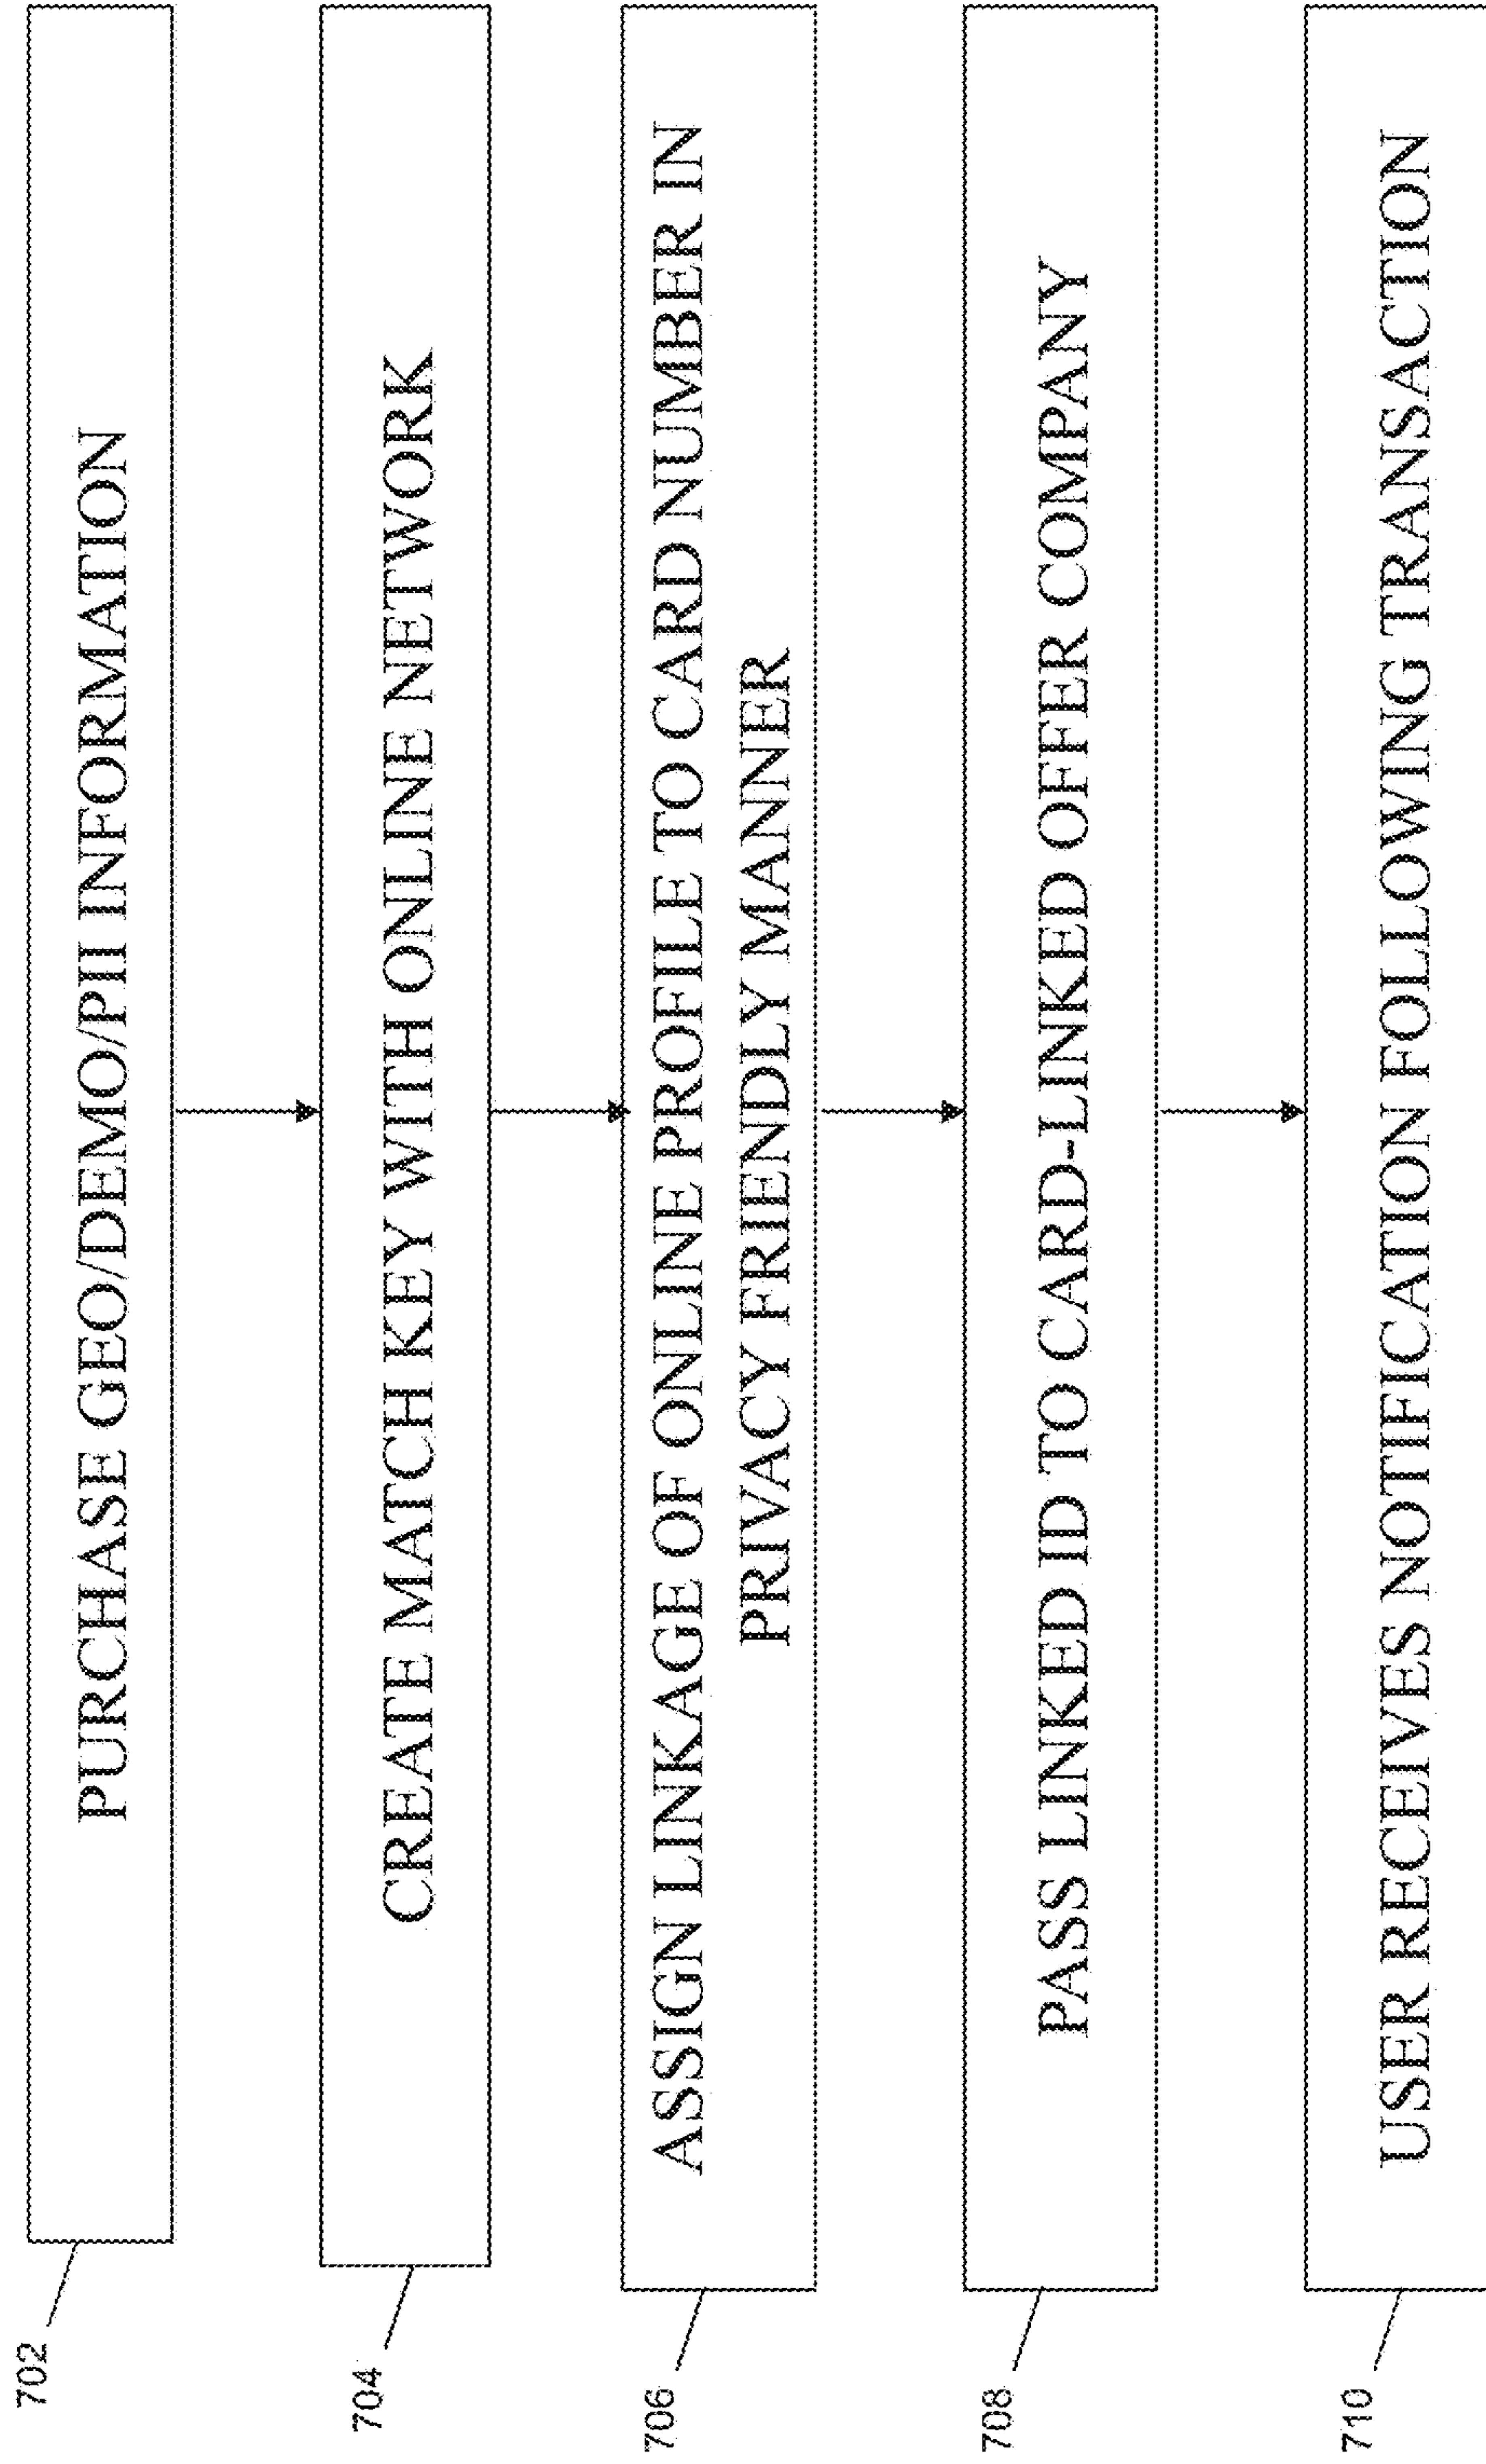 702
PURCHASE GEO/DEMO/PII INFORMATION
704
CREATE MATCH KEY WITH ONLINE NETWORK
706
ASSIGN LINKAGE OF ONLINE PROFILE TO CARD NUMBER IN
PRIVACY FRIENDLY MANNER
708
PASS LINKED ID TO CARD-LINKED OFFER COMPANY
710
USER RECEIVES NOTIFICATION FOLLOWING TRANSACTION